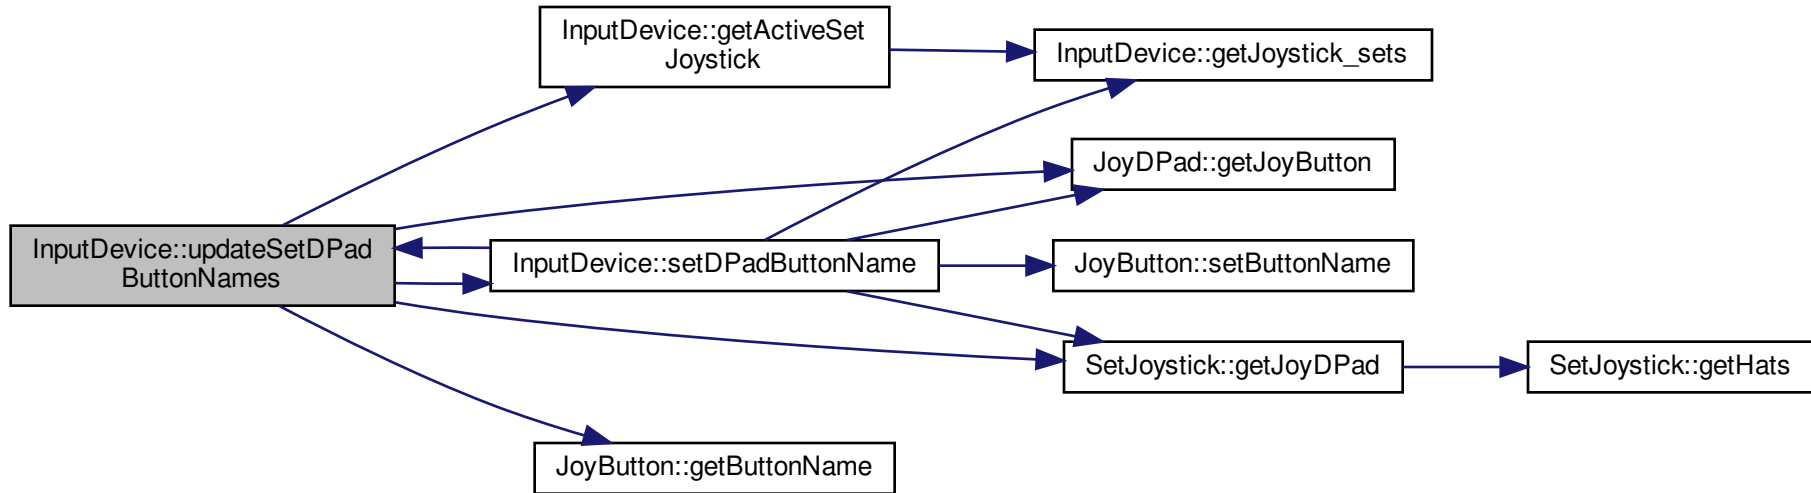 InputDevice::getActiveSet
Joystick
InputDevice::getJoystick_sets
JoyDPad::getJoyButton
InputDevice::updateSetDPad
ButtonNames
InputDevice::setDPadButtonName
JoyButton::setButtonName
SetJoystick::getJoyDPad
SetJoystick::getHats
JoyButton::getButtonName